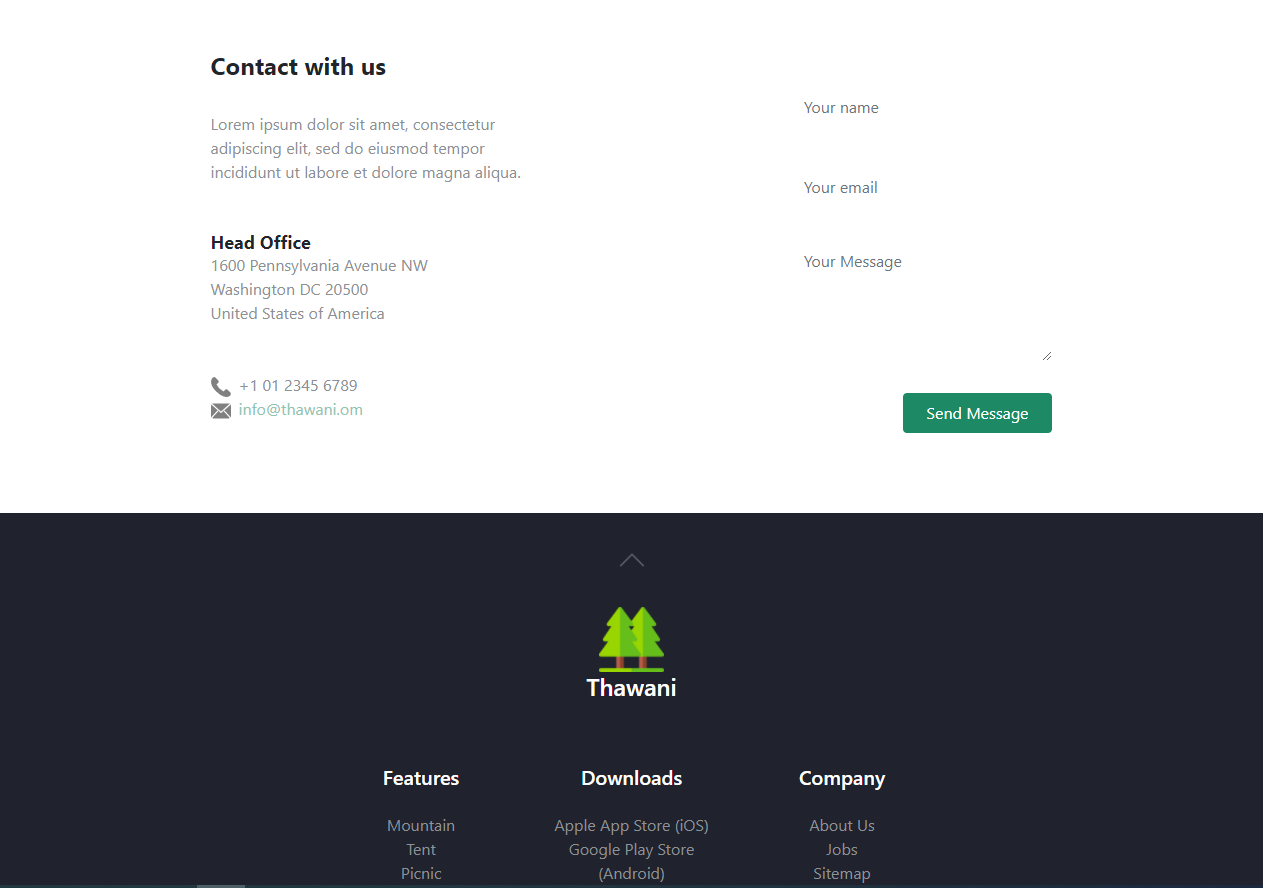 Contact with us
Lorem ipsum dolor sit amet, consectetur
adipiscing elit, sed do eiusmod tempor
incididunt ut labore et dolore magna aliqua.
Head Office
1600 Pennsylvania Avenue NW
Washington DC 20500
United States of America
+1 01 2345 6789
info@thawani.om
Your name
Your email
Your Message
Send Message
Thawani
Features
Mountain
Tent
Picnic
Downloads
Apple App Store (iOS)
Google Play Store
(Android)
Company
About Us
Jobs
Sitemap